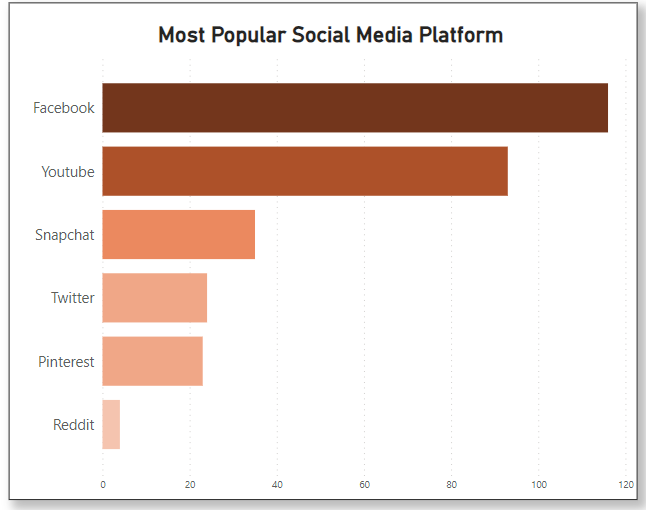 Most Popular Social Media Platform
Facebook
Youtube
Snapchat
Twitter
Pinterest
Reddit
0 20 40 60 80 100 120